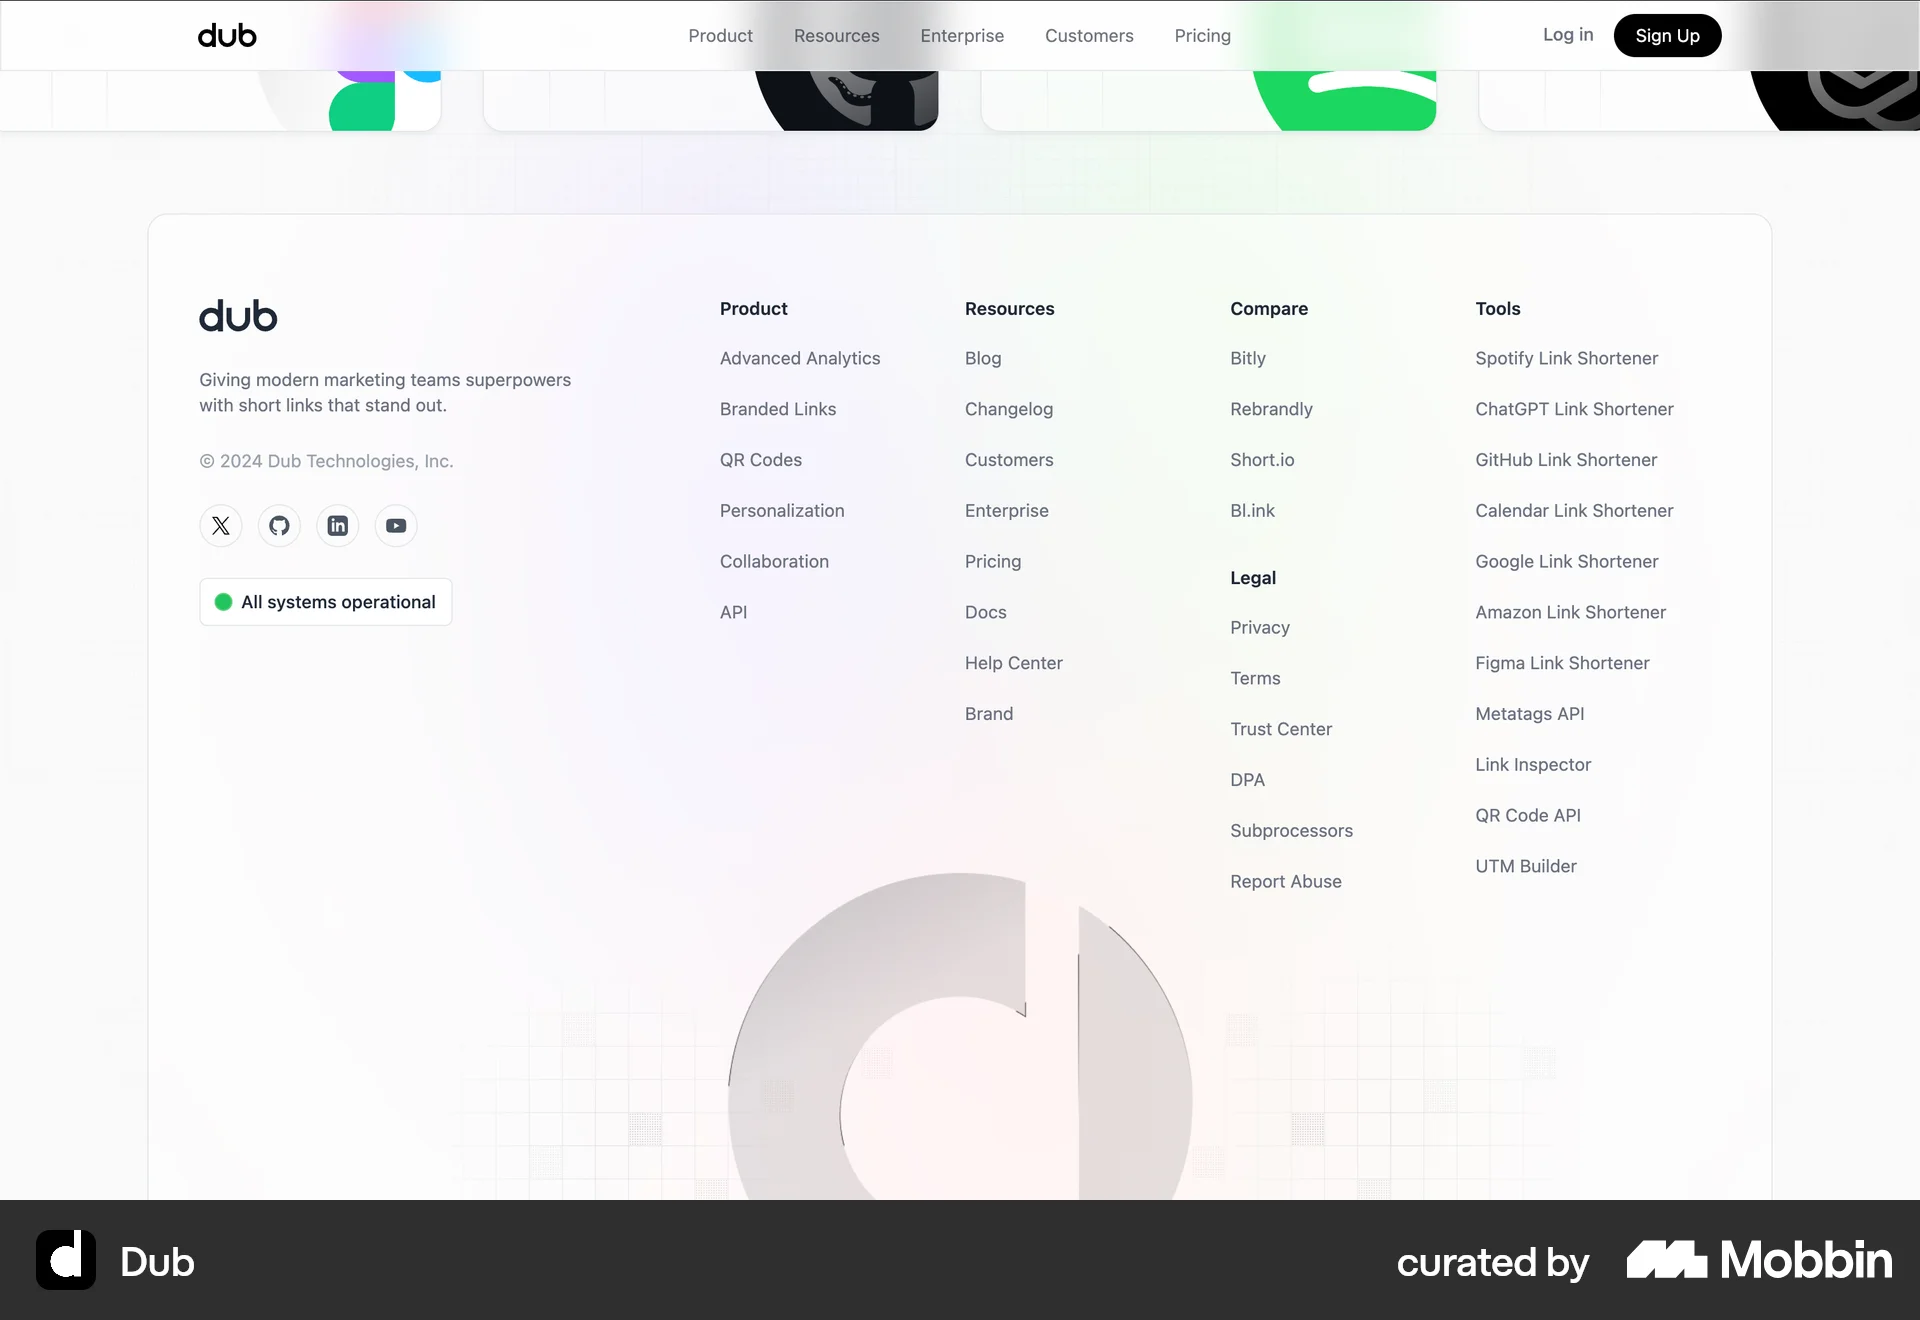 dub
Product
Resources
Enterprise
Customers
Pricing
Log in
Sign Up
dub
Giving modern marketing teams superpowers
with short links that stand out.
© 2024 Dub Technologies, Inc.
All systems operational
Product
Advanced Analytics
Branded Links
QR Codes
Personalization
Collaboration
API
Resources
Blog
Changelog
Customers
Enterprise
Pricing
Docs
Help Center
Brand
Compare
Bitly
Rebrandly
Short.io
Bl.ink
Legal
Privacy
Terms
Trust Center
DPA
Subprocessors
Report Abuse
Tools
Spotify Link Shortener
ChatGPT Link Shortener
GitHub Link Shortener
Calendar Link Shortener
Google Link Shortener
Amazon Link Shortener
Figma Link Shortener
Metatags API
Link Inspector
QR Code API
UTM Builder
Dub
curated by
Mobbin